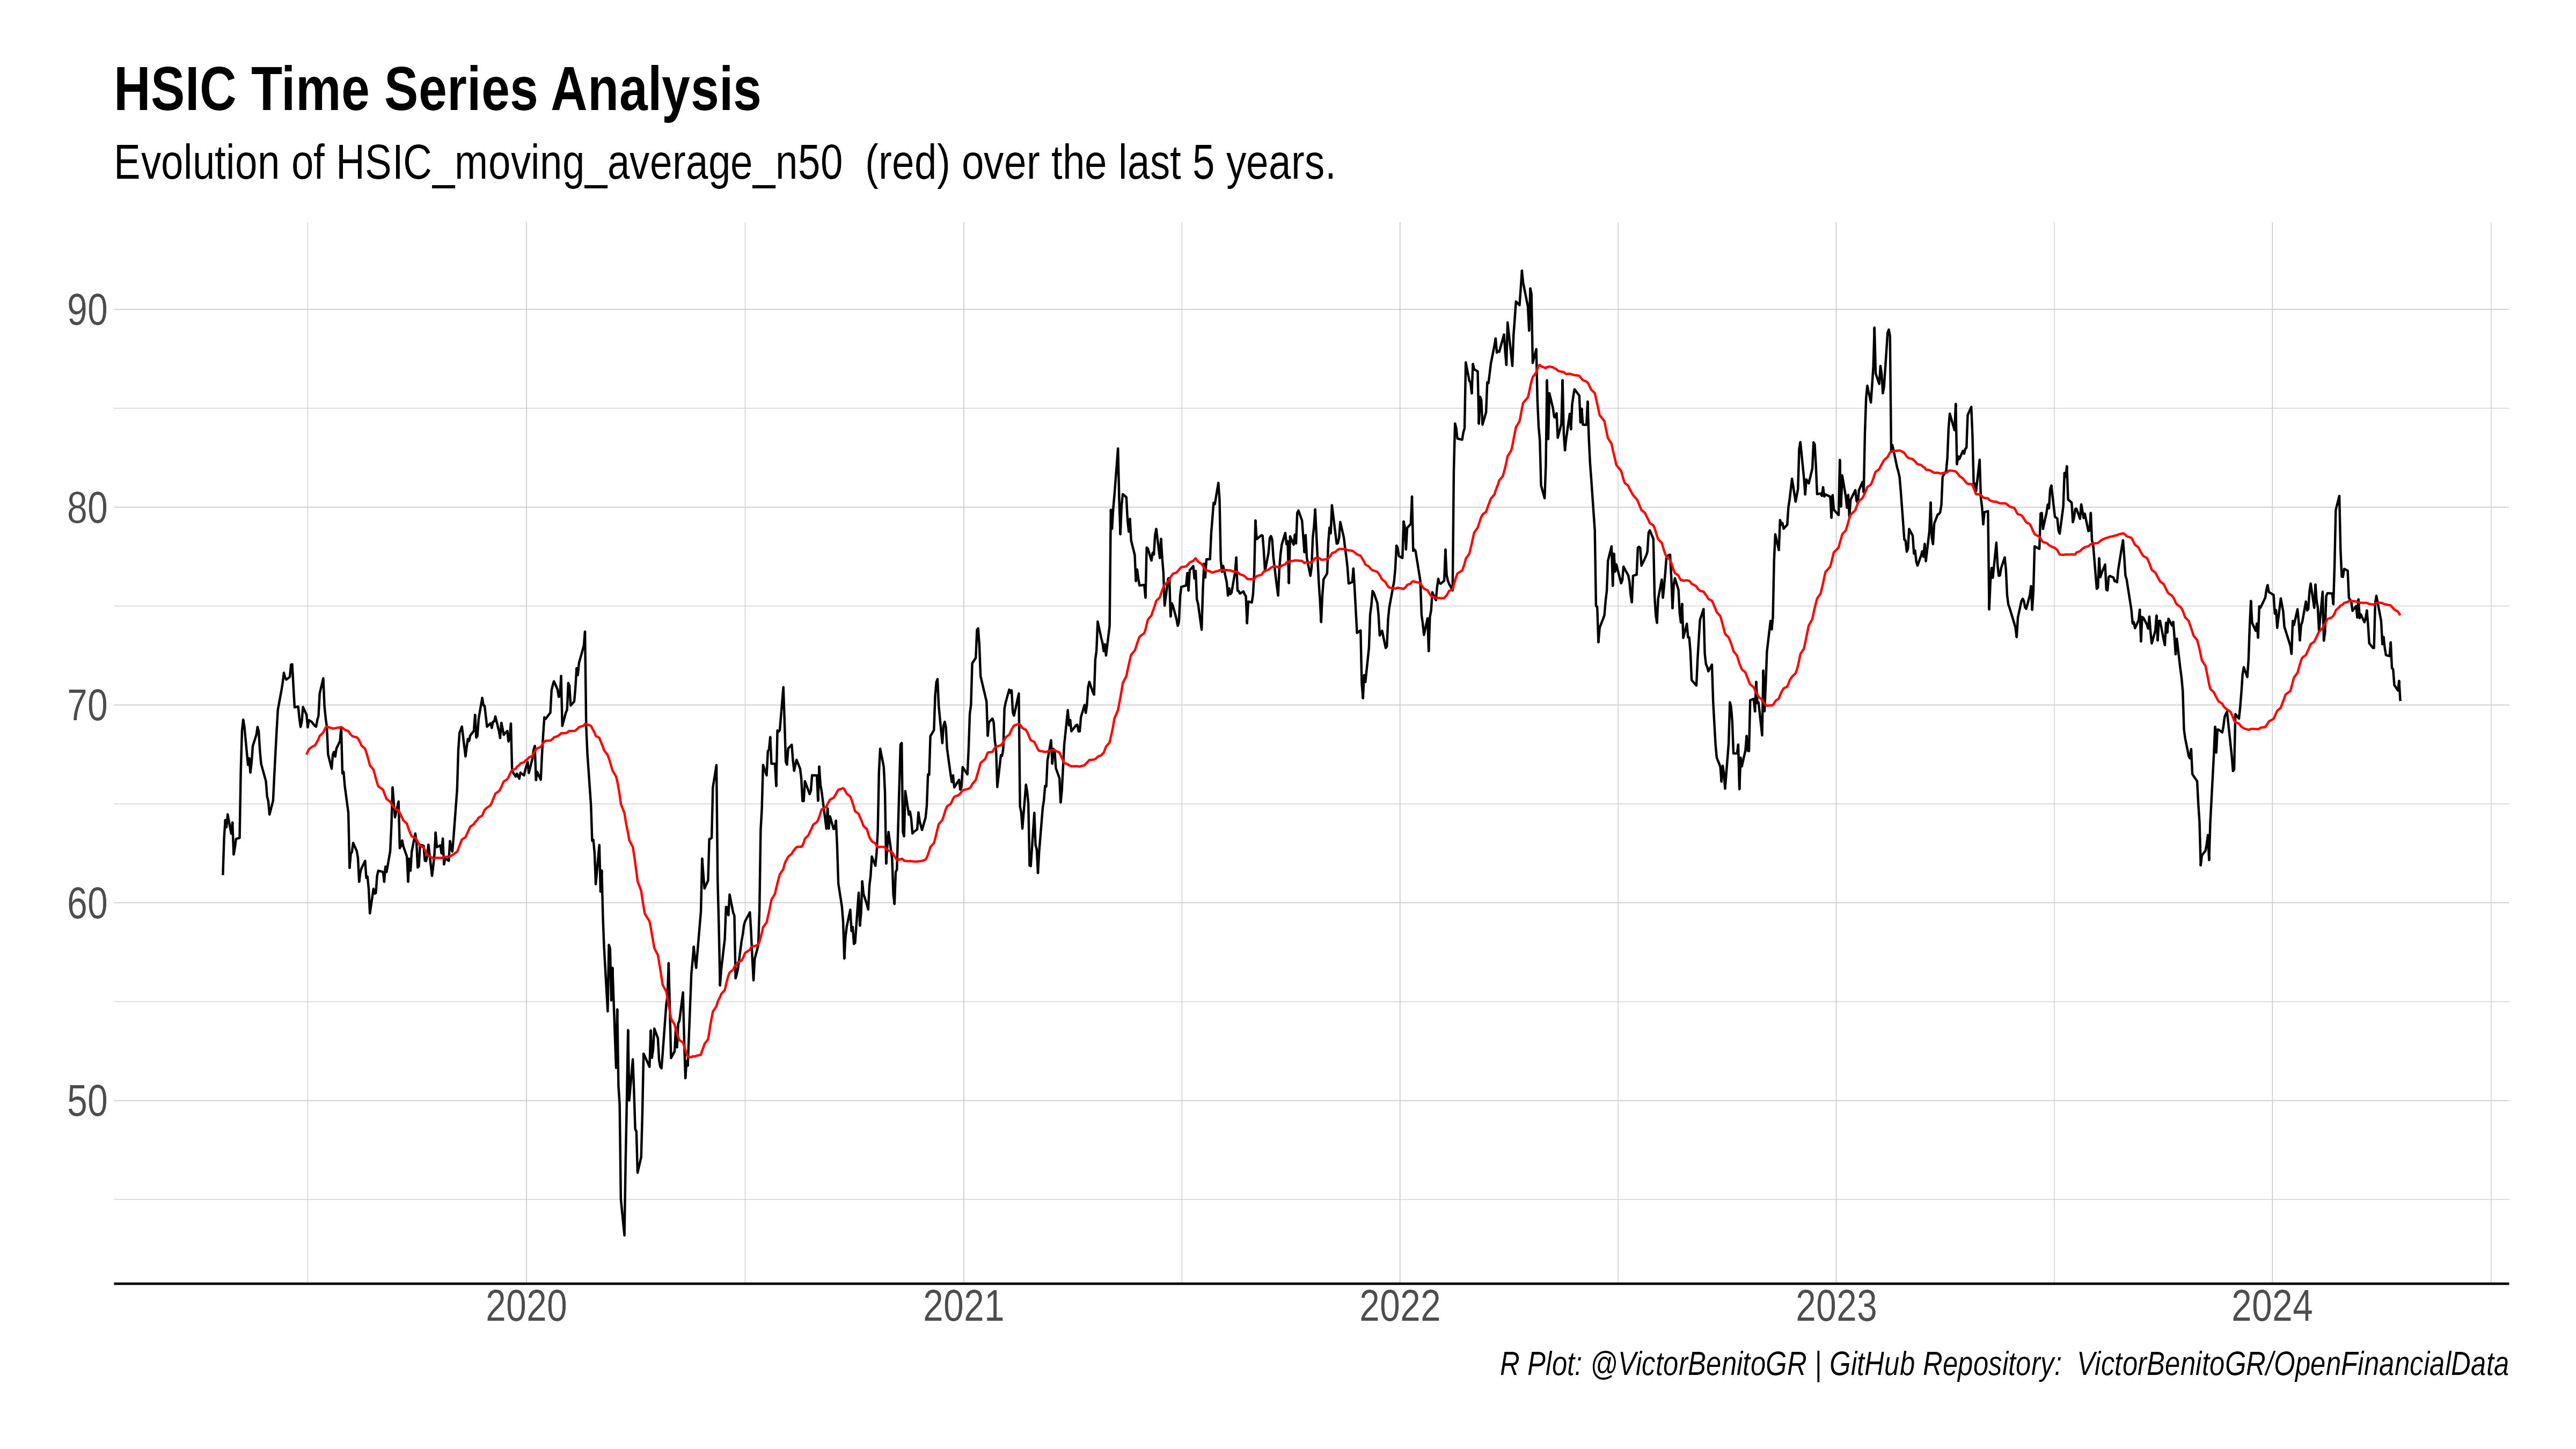 HSIC Time Series Analysis
Evolution of HSIC_moving_average_n50  (red) over the last 5 years.
90
80
70
60
50
2020 2021 2022 2023 2024
R Plot: @VictorBenitoGR | GitHub Repository:  VictorBenitoGR/OpenFinancialData